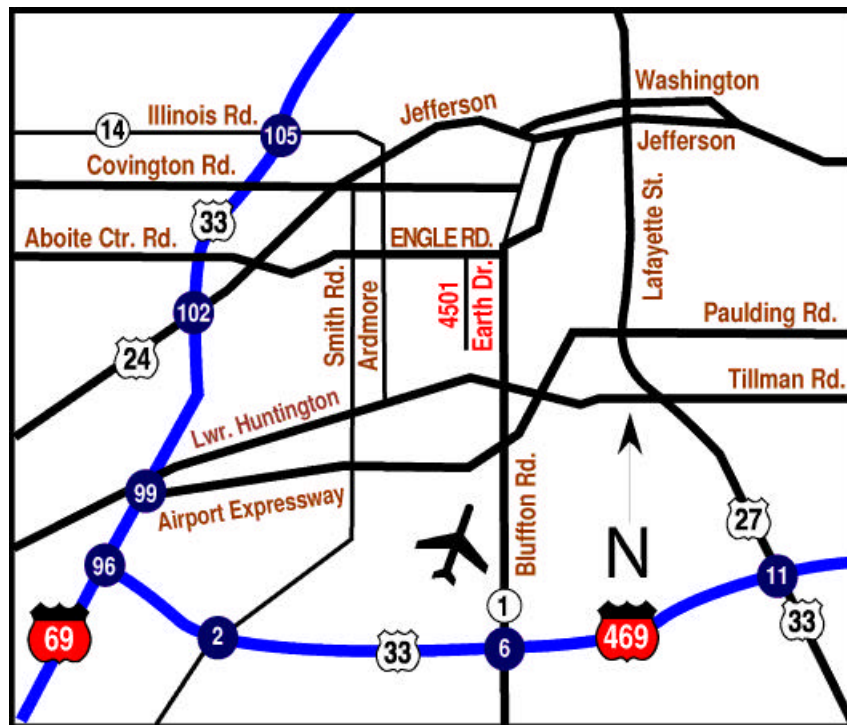 Washington
Jefferson
Illinois Rd.
14
105
Jefferson
Covington Rd.
33
Lafayette St.
Aboite Ctr. Rd.
ENGLE RD.
102
4501
Earth Dr.
Smith Rd.
Ardmore
Paulding Rd.
24
Tillman Rd.
Lwr. Huntington
99
Airport Expressway
Bluffton Rd.
27
N
96
11
1
69
2
33
6
469
33